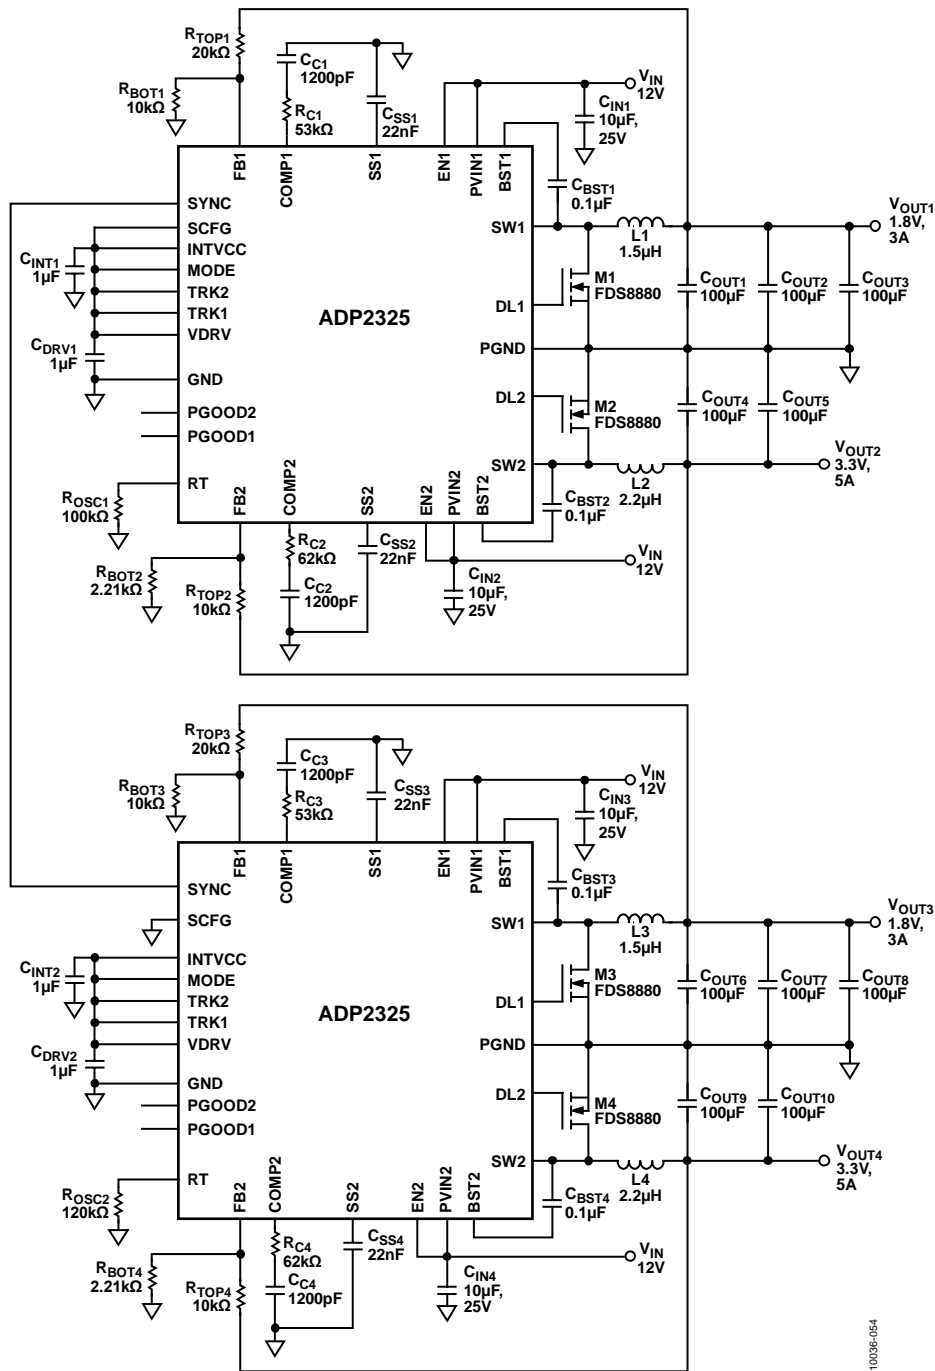 RTOP1
20kΩ
CC1
1200pF
RBOT1
10kΩ
RC1
53kΩ
CSS1
22nF
VIN
12V
CIN1
10µF,
25V
FB1
COMP1
SS1
EN1
PVIN1
BST1
CBST1
0.1µF
SYNC
SCFG
INTVCC
MODE
TRK2
TRK1
VDRV
GND
PGOOD2
PGOOD1
RT
CINT1
1µF
CDRV1
1µF
ADP2325
SW1
DL1
PGND
DL2
SW2
L1
1.5µH
VOUT1
1.8V,
3A
M1
FDS8880
COUT1
100µF
COUT2
100µF
COUT3
100µF
M2
FDS8880
COUT4
100µF
COUT5
100µF
L2
2.2µH
VOUT2
3.3V,
5A
ROSC1
100kΩ
FB2
COMP2
SS2
EN2
PVIN2
BST2
CBST2
0.1µF
RC2
62kΩ
CSS2
22nF
RBOT2
2.21kΩ
RTOP2
10kΩ
CC2
1200pF
CIN2
10µF,
25V
VIN
12V
RTOP3
20kΩ
CC3
1200pF
RBOT3
10kΩ
RC3
53kΩ
CSS3
22nF
VIN
12V
CIN3
10µF,
25V
FB1
COMP1
SS1
EN1
PVIN1
BST1
CBST3
0.1µF
SYNC
SCFG
INTVCC
MODE
TRK2
TRK1
VDRV
GND
PGOOD2
PGOOD1
RT
CINT2
1µF
CDRV2
1µF
ADP2325
SW1
DL1
PGND
DL2
SW2
L3
1.5µH
VOUT3
1.8V,
3A
M3
FDS8880
COUT6
100µF
COUT7
100µF
COUT8
100µF
M4
FDS8880
COUT9
100µF
COUT10
100µF
L4
2.2µH
VOUT4
3.3V,
5A
ROSC2
120kΩ
FB2
COMP2
SS2
EN2
PVIN2
BST2
CBST4
0.1µF
RC4
62kΩ
CSS4
22nF
RBOT4
2.21kΩ
RTOP4
10kΩ
CC4
1200pF
CIN4
10µF,
25V
VIN
12V
10036-054